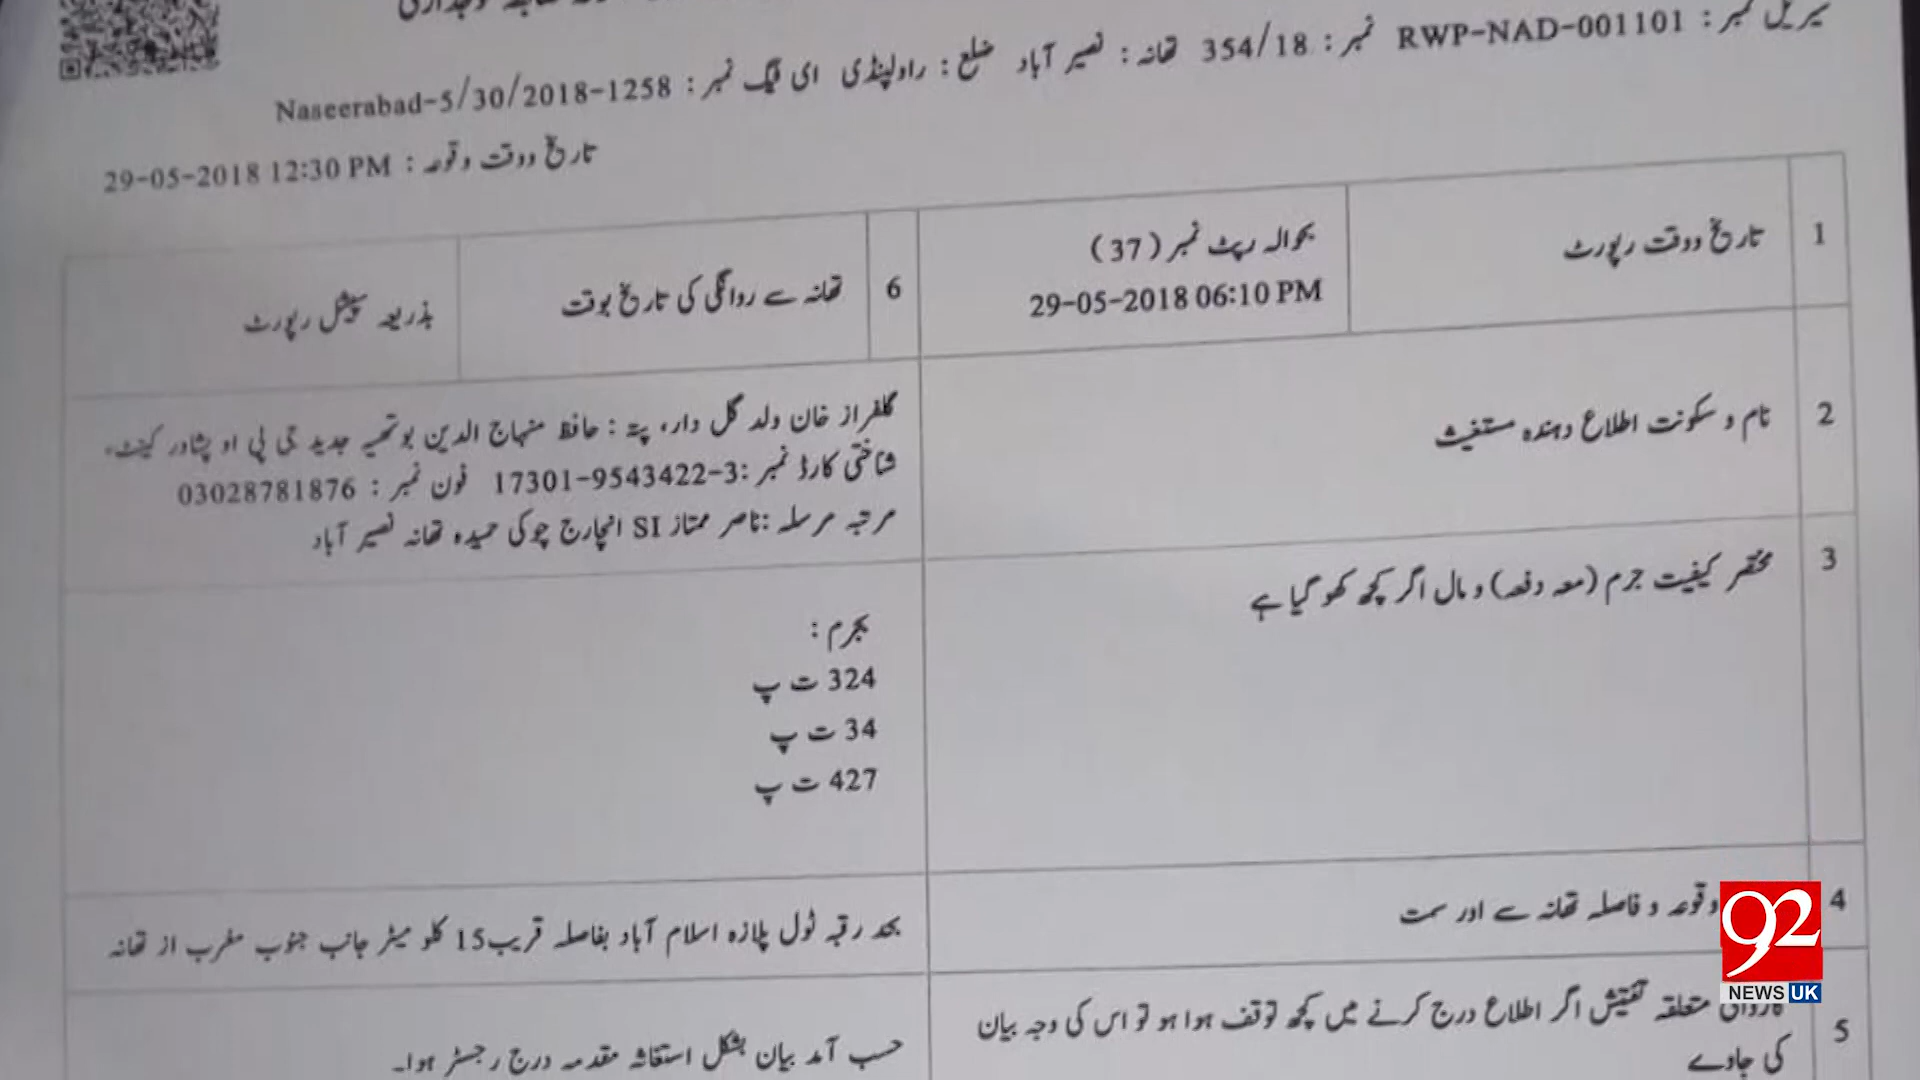 ضابطہ فوجداری
سیریل نمبر : RWP-NAD-001101 نمبر : 354/18 تھانہ : نصیر آباد ضلع : راولپنڈی ای ٹیگ نمبر : Naseerabad-5/30/2018-1258
تاریخ ووقت وقوعہ : 29-05-2018 12:30 PM
1
تاریخ ووقت رپورٹ
بحوالہ رپٹ نمبر (37)
29-05-2018 06:10 PM
6
تھانہ سے روانگی کی تاریخ بوقت
بذریعہ سپیشل رپورٹ
2
نام و سکونت اطلاع دہندہ مستغیث
گلفراز خان ولد گل دار، پتہ : حافظ منہاج الدین بوتھیہ جدید جی پی او پشاور کینٹ،
شناختی کارڈ نمبر :3-9543422-17301 فون نمبر : 03028781876
مرتبہ مرسلہ :ناصر ممتاز SI انچارج چوکی حمیدہ تھانہ نصیر آباد
3
مختصر کیفیت جرم (معہ دفعہ) و مال اگر کچھ کھو گیا ہے
بجرم :
324 ت پ
34 ت پ
427 ت پ
4
وقوعہ و فاصلہ تھانہ سے اور سمت
بحد رقبہ ٹول پلازہ اسلام آباد بفاصلہ قریب15 کلو میٹر جانب جنوب مغرب از تھانہ
5
کاروائی متعلقہ تفتیش اگر اطلاع درج کرنے میں کچھ توقف ہوا ہو تو اس کی وجہ بیان
کی جاوے
حسب آمد بیان بشکل استغاثہ مقدمہ درج رجسٹر ہوا۔
92
NEWS UK